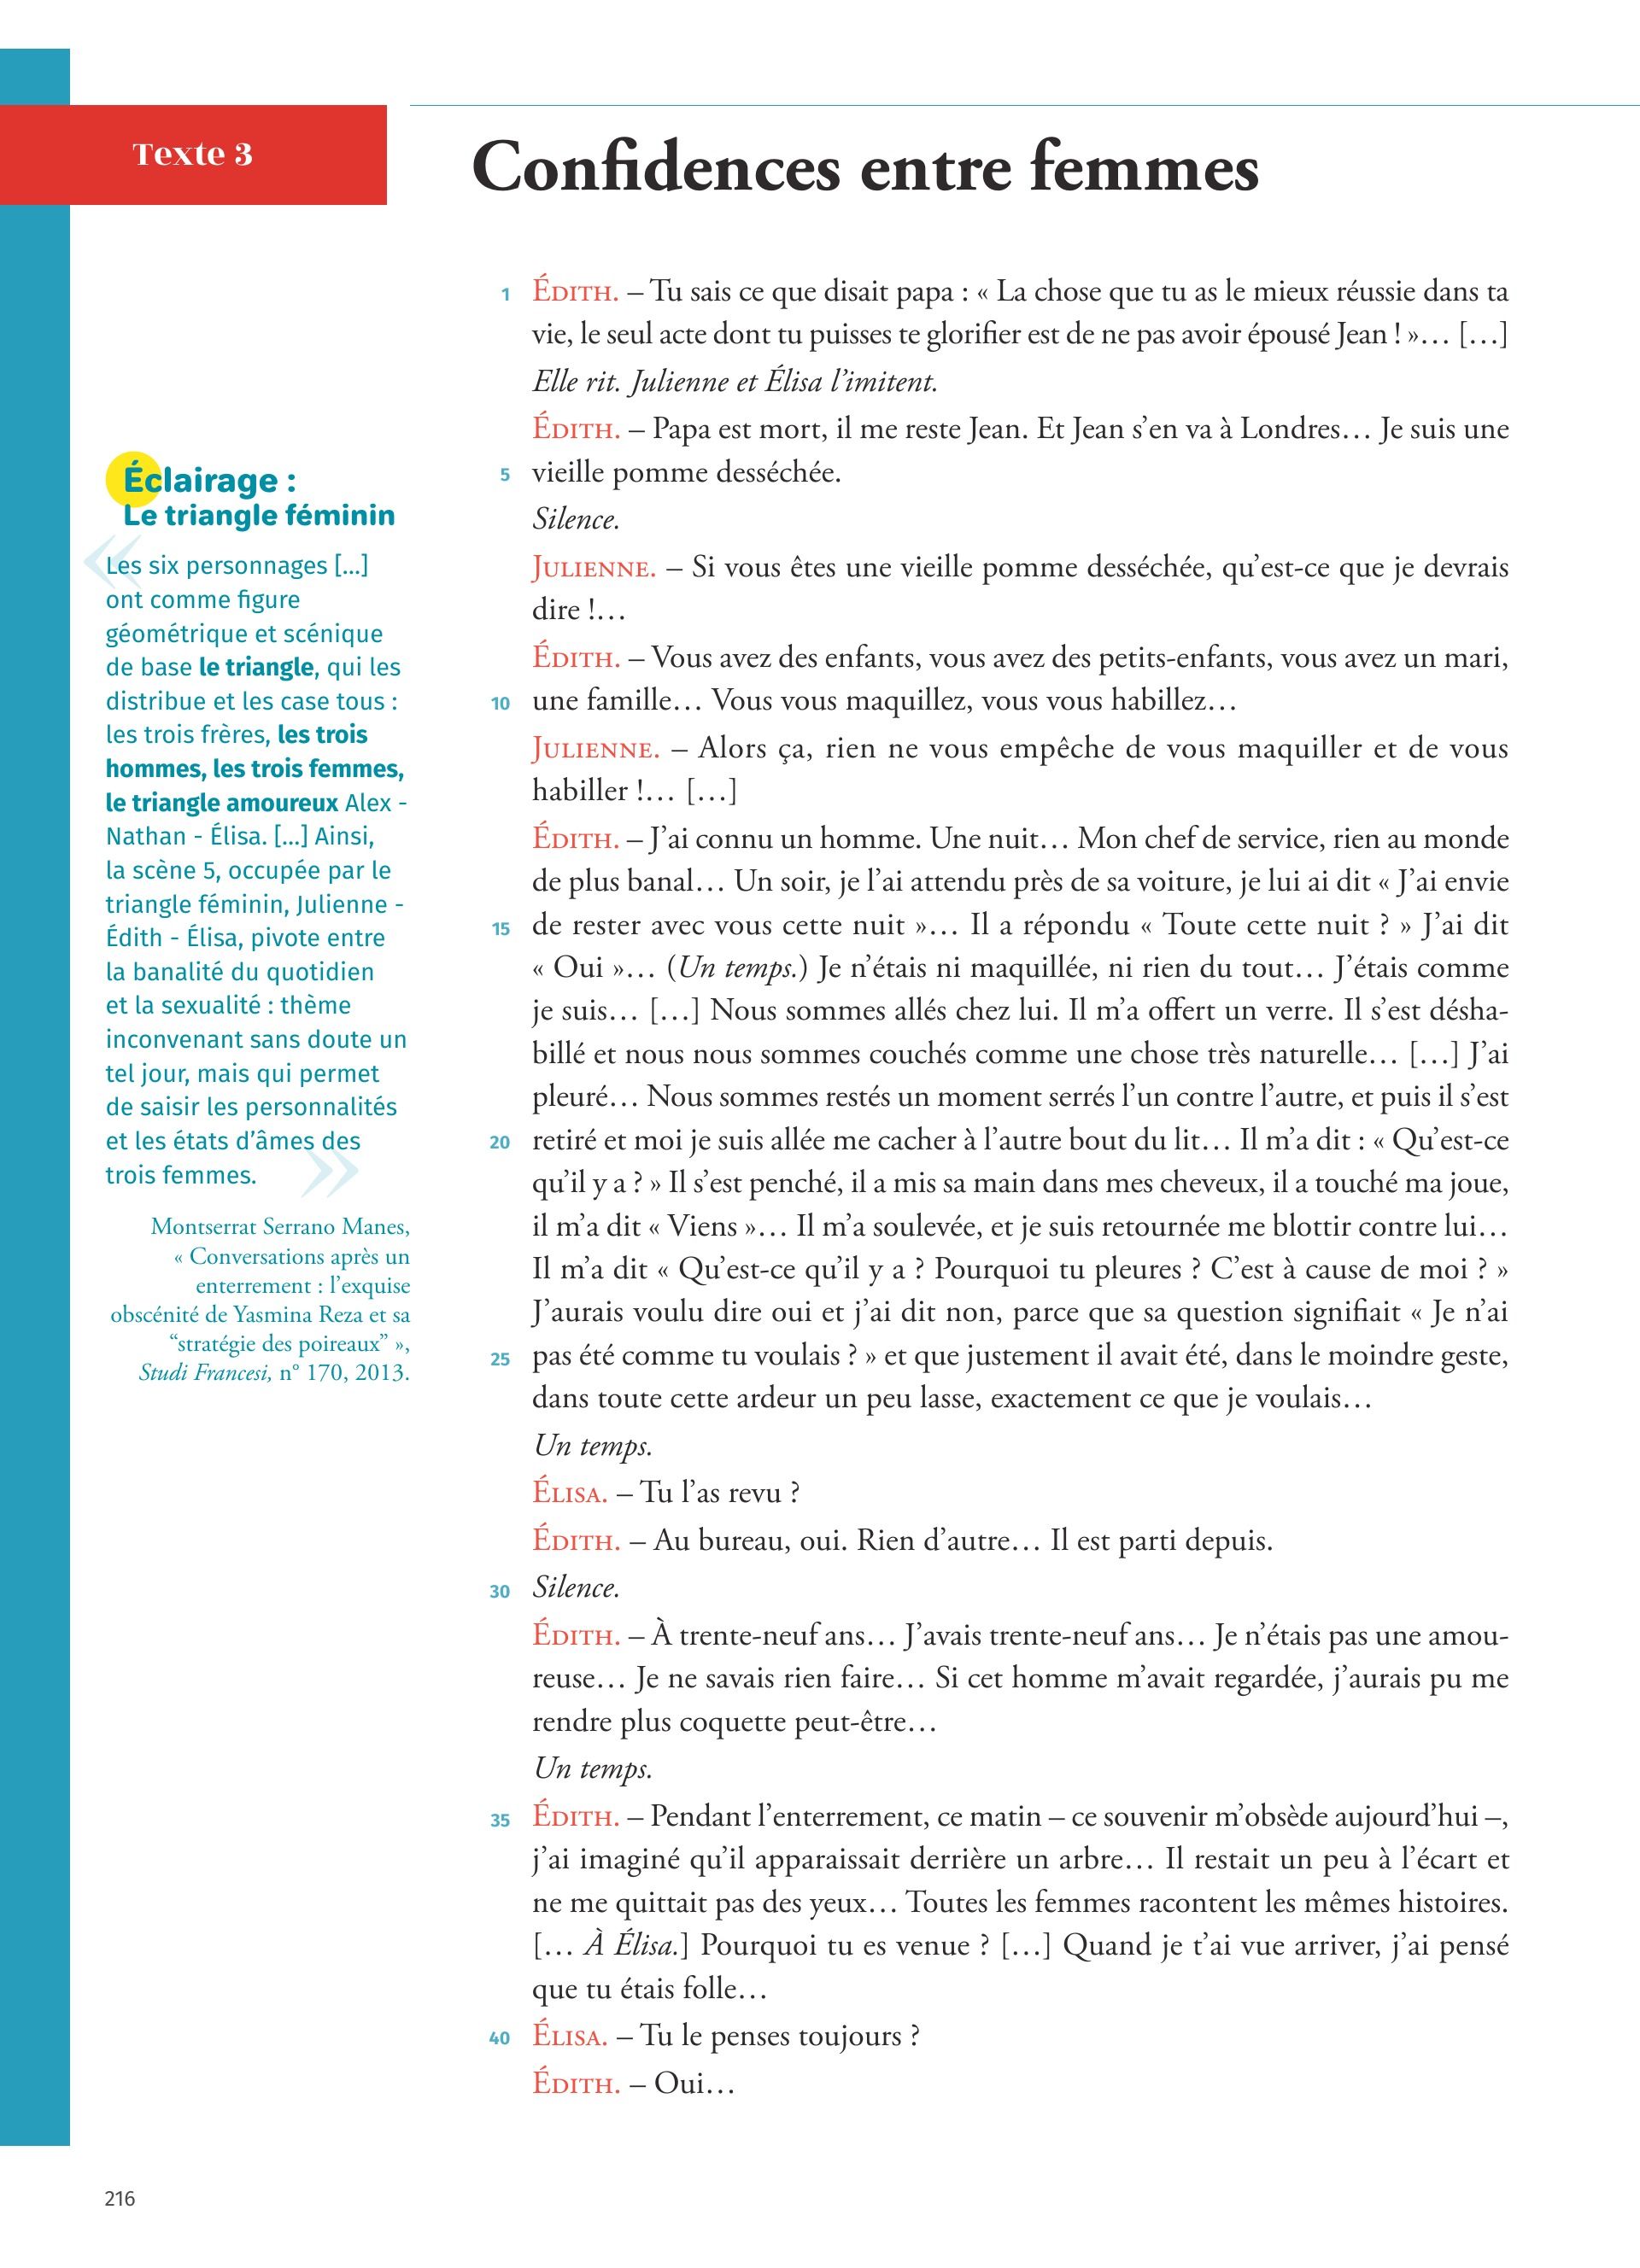 Texte 3
Confidences entre femmes
1 ÉDITH. – Tu sais ce que disait papa : « La chose que tu as le mieux réussie dans ta
vie, le seul acte dont tu puisses te glorifier est de ne pas avoir épousé Jean ! »… […]
Elle rit. Julienne et Élisa l’imitent.
ÉDITH. – Papa est mort, il me reste Jean. Et Jean s’en va à Londres… Je suis une
5 vieille pomme desséchée.
Silence.
JULIENNE. – Si vous êtes une vieille pomme desséchée, qu’est-ce que je devrais
dire !…
ÉDITH. – Vous avez des enfants, vous avez des petits-enfants, vous avez un mari,
10 une famille… Vous vous maquillez, vous vous habillez…
JULIENNE. – Alors ça, rien ne vous empêche de vous maquiller et de vous
habiller !… […]
ÉDITH. – J’ai connu un homme. Une nuit… Mon chef de service, rien au monde
de plus banal… Un soir, je l’ai attendu près de sa voiture, je lui ai dit « J’ai envie
15 de rester avec vous cette nuit »… Il a répondu « Toute cette nuit ? » J’ai dit
« Oui »… (Un temps.) Je n’étais ni maquillée, ni rien du tout… J’étais comme
je suis… […] Nous sommes allés chez lui. Il m’a offert un verre. Il s’est désha-
billé et nous nous sommes couchés comme une chose très naturelle… […] J’ai
pleuré… Nous sommes restés un moment serrés l’un contre l’autre, et puis il s’est
20 retiré et moi je suis allée me cacher à l’autre bout du lit… Il m’a dit : « Qu’est-ce
qu’il y a ? » Il s’est penché, il a mis sa main dans mes cheveux, il a touché ma joue,
il m’a dit « Viens »… Il m’a soulevée, et je suis retournée me blottir contre lui…
Il m’a dit « Qu’est-ce qu’il y a ? Pourquoi tu pleures ? C’est à cause de moi ? »
J’aurais voulu dire oui et j’ai dit non, parce que sa question signifiait « Je n’ai
25 pas été comme tu voulais ? » et que justement il avait été, dans le moindre geste,
dans toute cette ardeur un peu lasse, exactement ce que je voulais…
Un temps.
ÉLISA. – Tu l’as revu ?
ÉDITH. – Au bureau, oui. Rien d’autre… Il est parti depuis.
30 Silence.
ÉDITH. – À trente-neuf ans… J’avais trente-neuf ans… Je n’étais pas une amou-
reuse… Je ne savais rien faire… Si cet homme m’avait regardée, j’aurais pu me
rendre plus coquette peut-être…
Un temps.
35 ÉDITH. – Pendant l’enterrement, ce matin – ce souvenir m’obsède aujourd’hui –,
j’ai imaginé qu’il apparaissait derrière un arbre… Il restait un peu à l’écart et
ne me quittait pas des yeux… Toutes les femmes racontent les mêmes histoires.
[… À Élisa.] Pourquoi tu es venue ? […] Quand je t’ai vue arriver, j’ai pensé
que tu étais folle…
40 ÉLISA. – Tu le penses toujours ?
ÉDITH. – Oui…
Éclairage :
Le triangle féminin
« Les six personnages […]
ont comme figure
géométrique et scénique
de base le triangle, qui les
distribue et les case tous :
les trois frères, les trois
hommes, les trois femmes,
le triangle amoureux Alex -
Nathan - Élisa. […] Ainsi,
la scène 5, occupée par le
triangle féminin, Julienne -
Édith - Élisa, pivote entre
la banalité du quotidien
et la sexualité : thème
inconvenant sans doute un
tel jour, mais qui permet
de saisir les personnalités
et les états d’âmes des
trois femmes. »
Montserrat Serrano Manes,
« Conversations après un
enterrement : l’exquise
obscénité de Yasmina Reza et sa
“stratégie des poireaux” »,
Studi Francesi, n° 170, 2013.
216